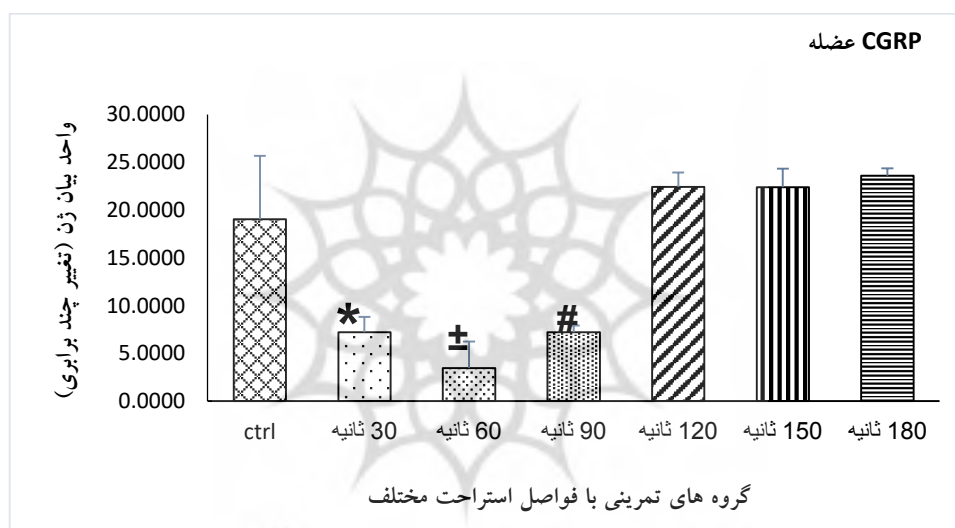 CGRP عضله
واحد بیان ژن (تغییر چند برابری)
30.0000
25.0000
20.0000
15.0000
10.0000
5.0000
0.0000
*
±
#
ctrl
30 ثانیه
60 ثانیه
90 ثانیه
120 ثانیه
150 ثانیه
180 ثانیه
گروه های تمرینی با فواصل استراحت مختلف